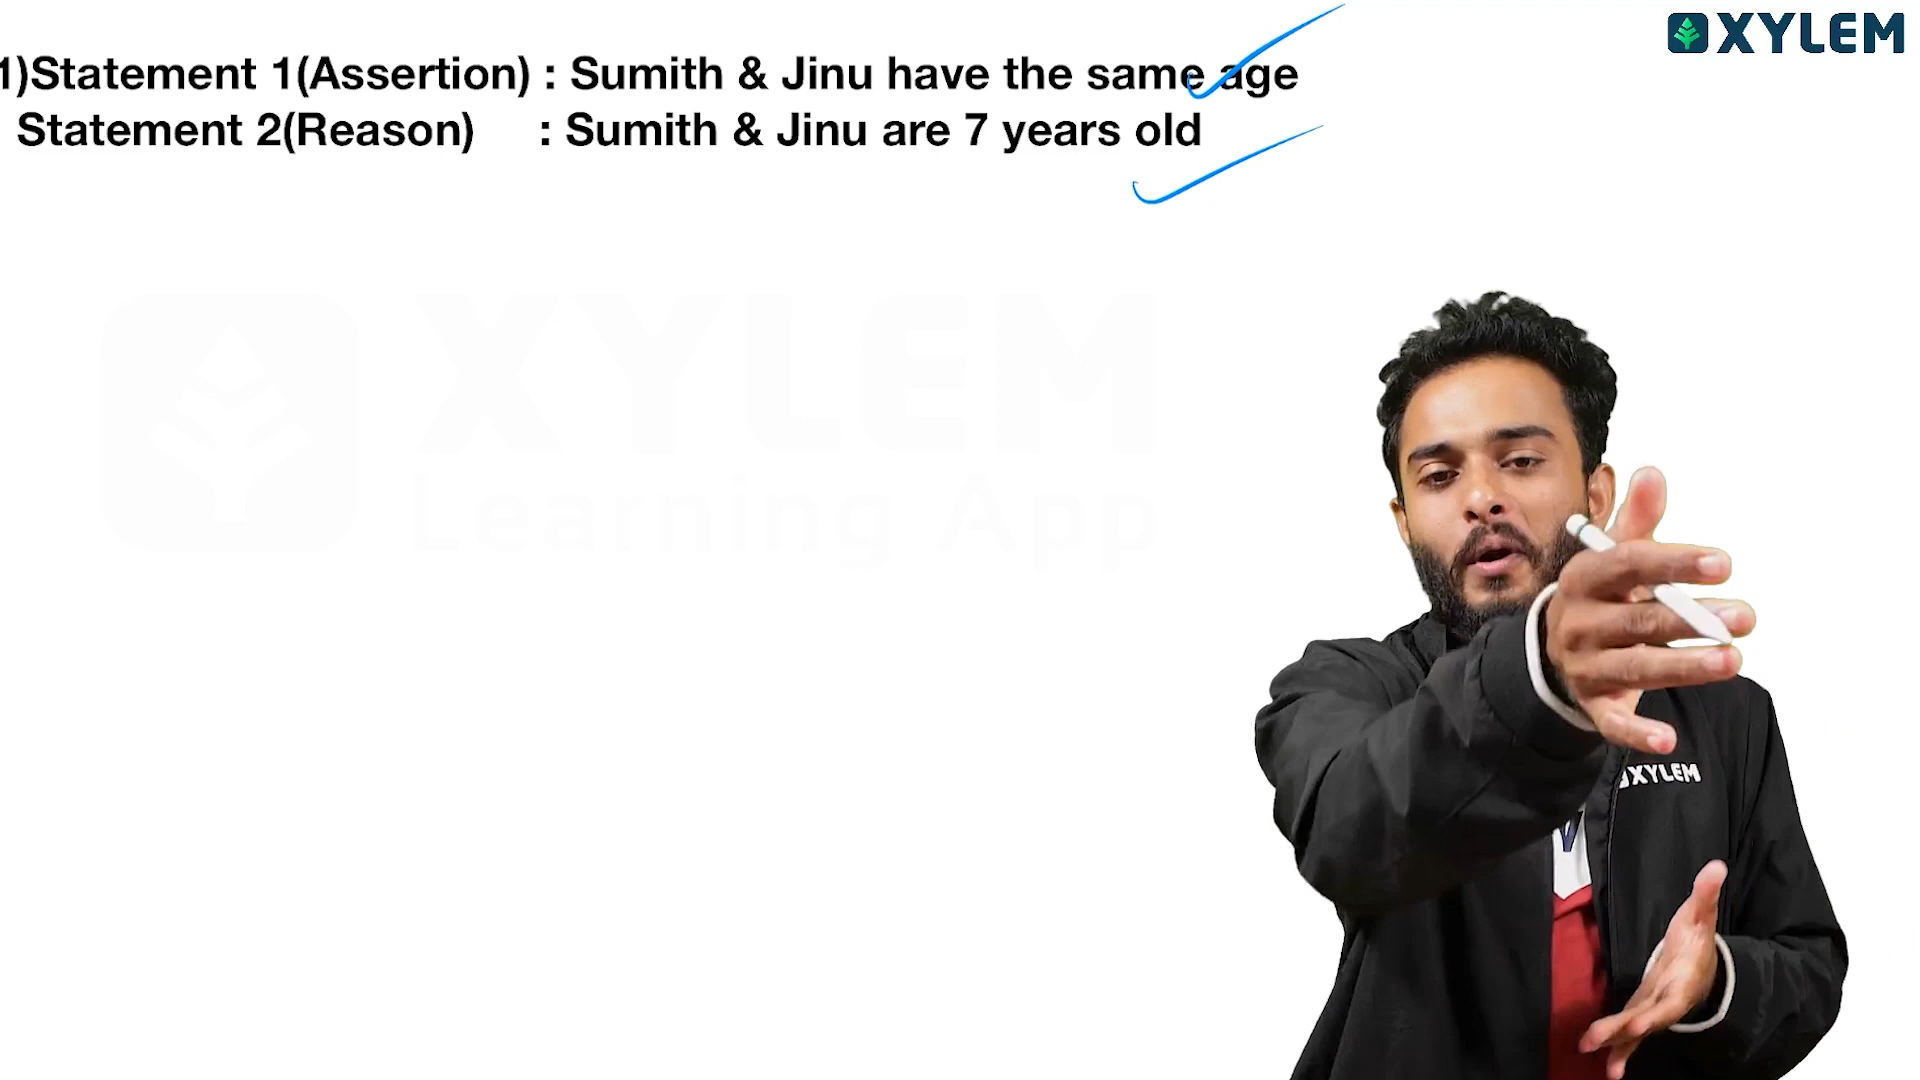 XYLEM
1)Statement 1(Assertion) : Sumith & Jinu have the same age
Statement 2(Reason) : Sumith & Jinu are 7 years old
XYLEM
Learning App
XYLEM